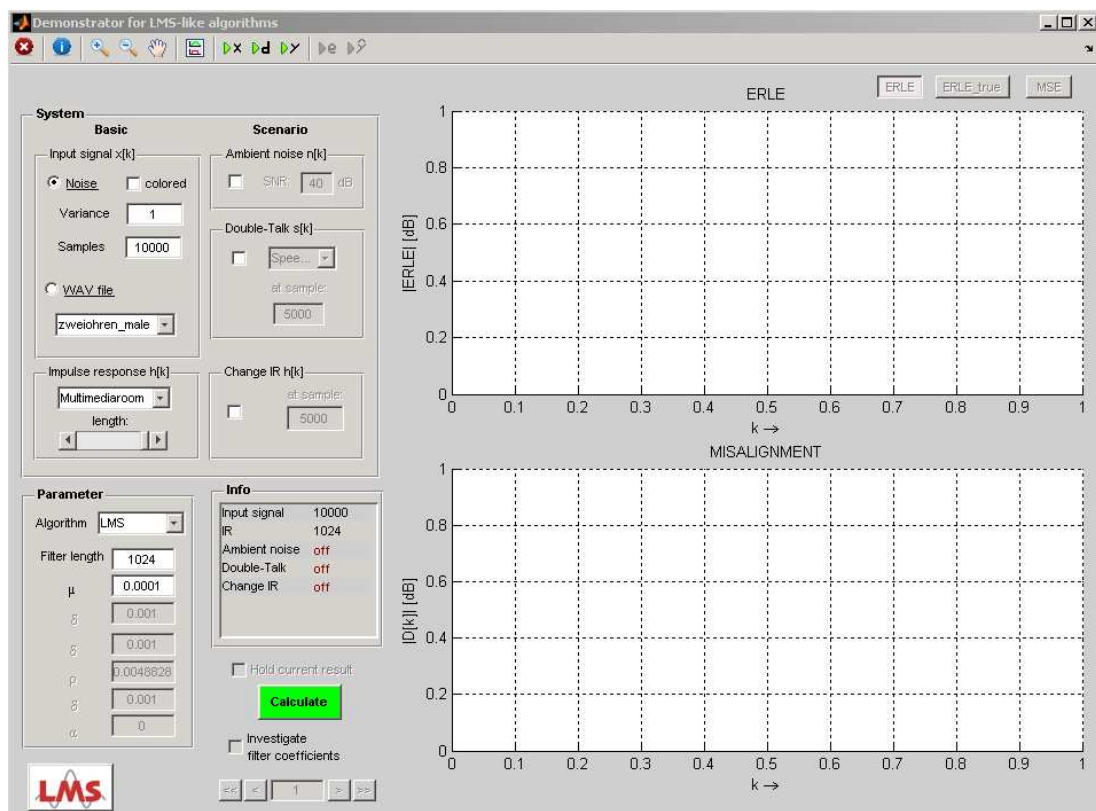 Demonstrator for LMS-like algorithms
x d y e
System
Basic
Input signal x[k]
Noise colored
Variance 1
Samples 10000
WAV file
zweiohren_male
Impulse response h[k]
Multimediaroom
length:
Scenario
Ambient noise n[k]
SNR: 40 dB
Double-Talk s[k]
Spee...
at sample:
5000
Change IR h[k]
at sample:
5000
Parameter
Algorithm LMS
Filter length 1024
μ 0.0001
δ 0.001
δ 0.001
ρ 0.0048828
δ 0.001
α 0
Info
Input signal 10000
IR 1024
Ambient noise off
Double-Talk off
Change IR off
Hold current result
Calculate
Investigate
filter coefficients
<< < 1 > >>
LMS
ERLE ERLE_true MSE
ERLE
|ERLE| [dB]
1
0.8
0.6
0.4
0.2
0
0 0.1 0.2 0.3 0.4 0.5 0.6 0.7 0.8 0.9 1
k →
MISALIGNMENT
|D[k]| [dB]
1
0.8
0.6
0.4
0.2
0
0 0.1 0.2 0.3 0.4 0.5 0.6 0.7 0.8 0.9 1
k →